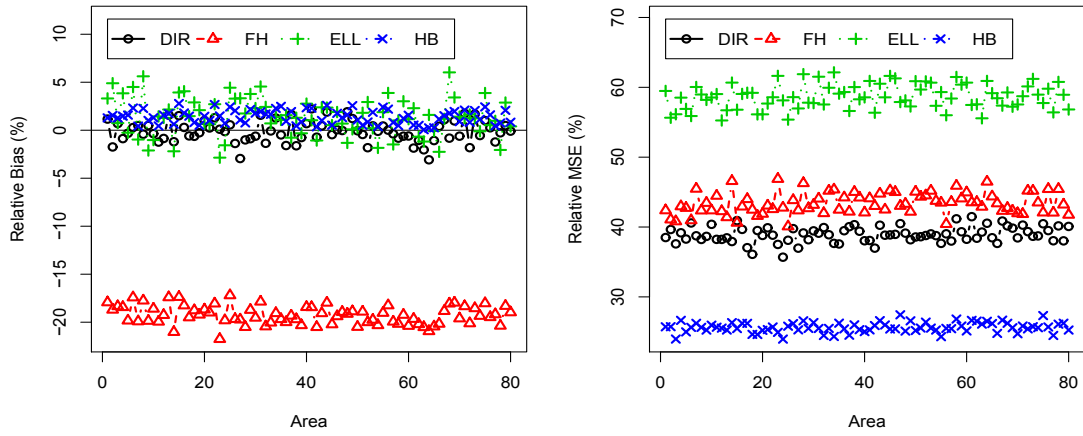 Relative Bias (%)
10
5
0
−5
−10
−15
−20
DIR FH ELL HB
0 20 40 60 80
Area
Relative MSE (%)
70
60
50
40
30
DIR FH ELL HB
0 20 40 60 80
Area